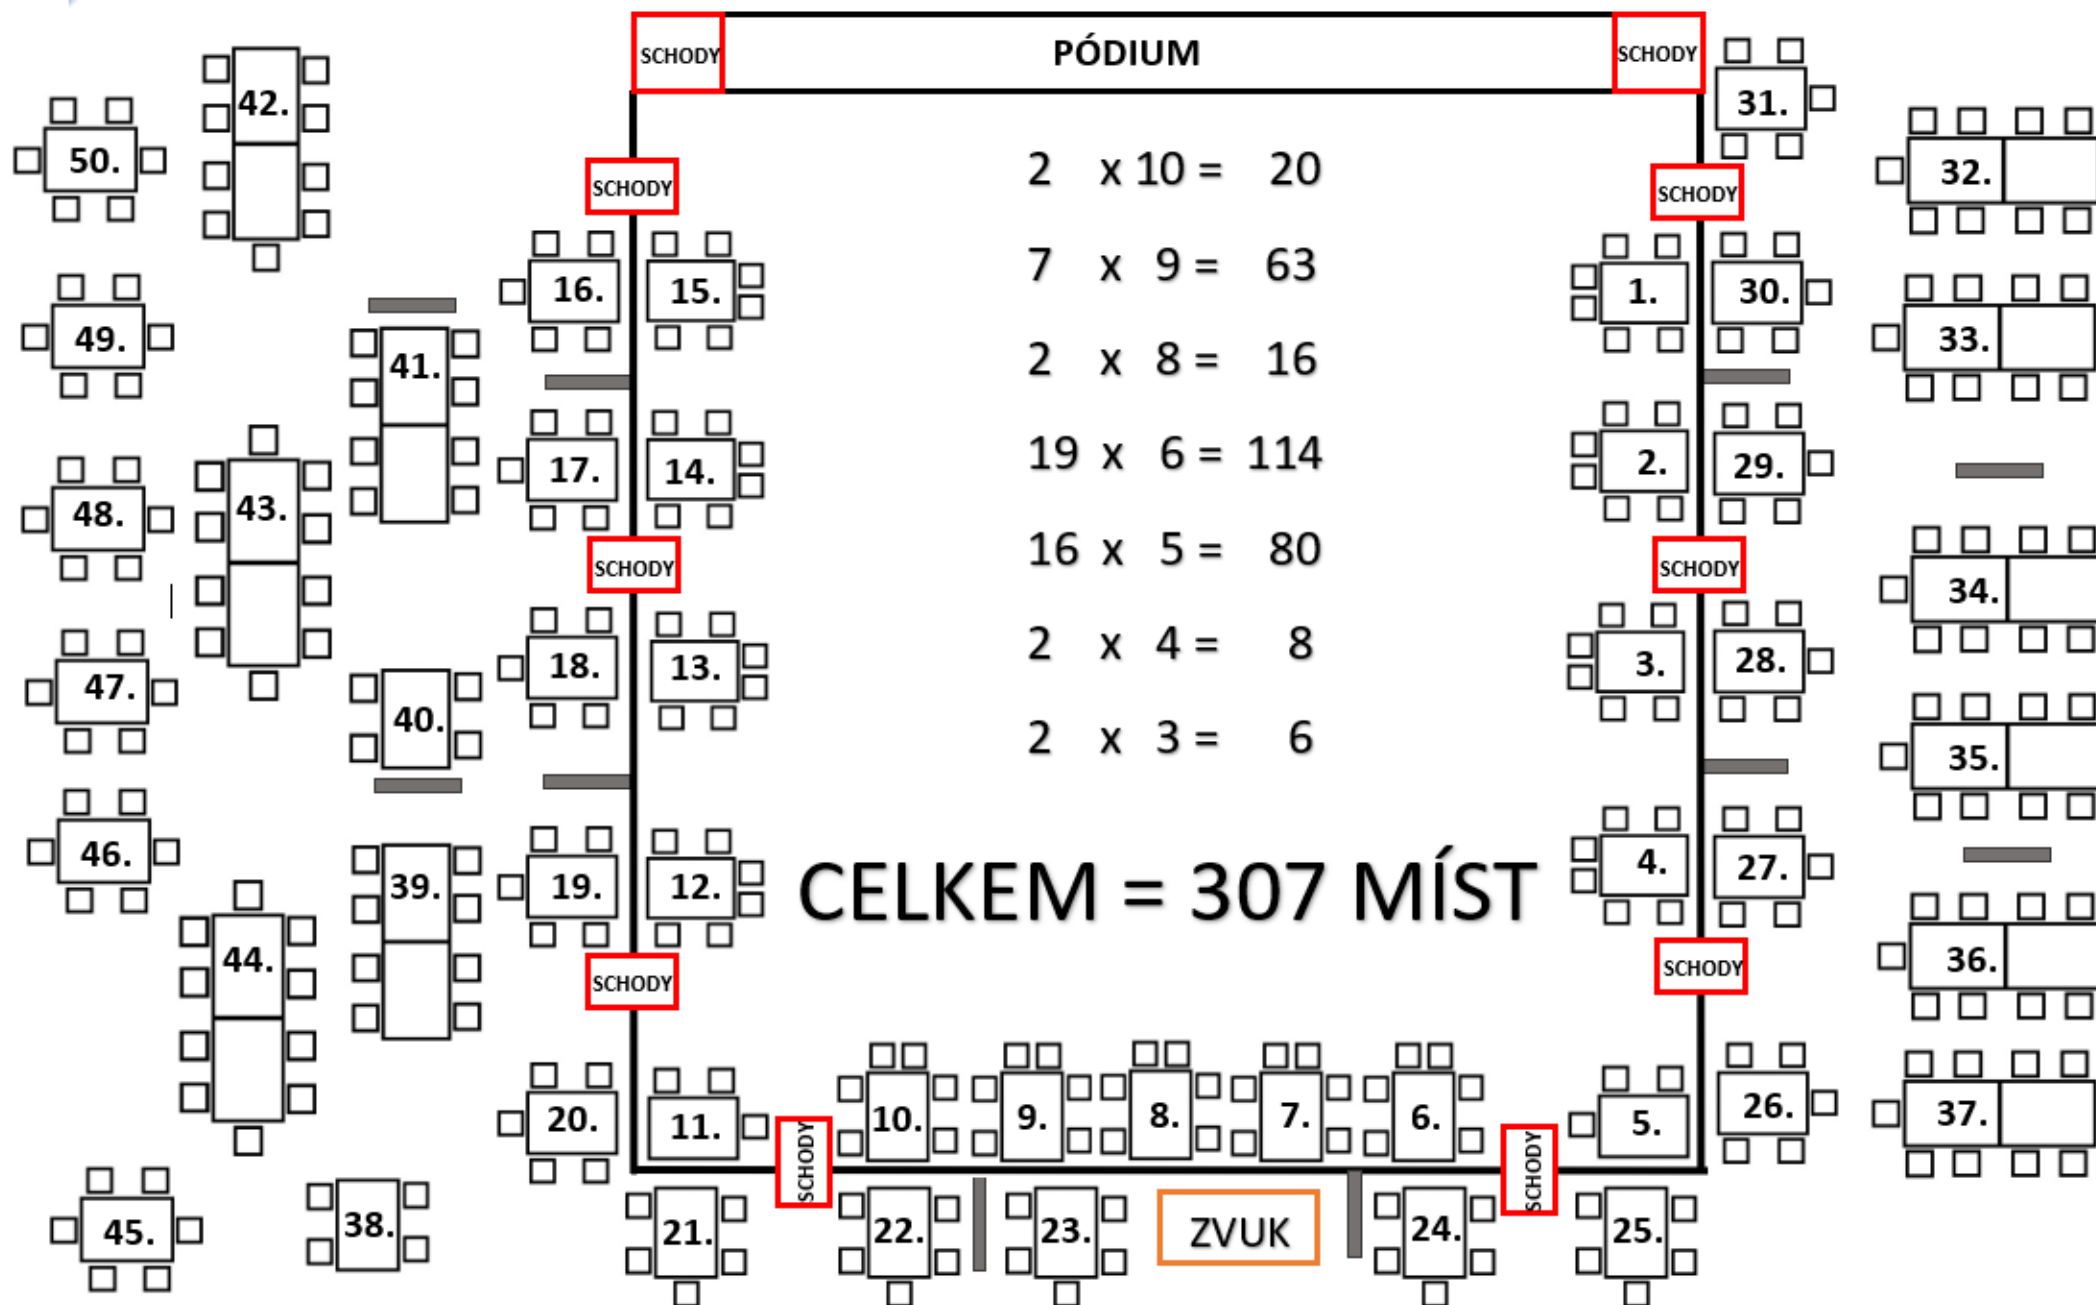 SCHODY PÓDIUM SCHODY
42.
31.
50.
32.
2 x 10 = 20
SCHODY SCHODY
16. 15.
7 x 9 = 63
1. 30.
49.
41.
2 x 8 = 16
33.
17. 14.
19 x 6 = 114
2. 29.
48.
43.
SCHODY
16 x 5 = 80
SCHODY
34.
47.
40.
18. 13.
2 x 4 = 8
3. 28.
2 x 3 = 6
35.
46.
39.
19. 12.
CELKEM = 307 MÍST
4. 27.
44.
SCHODY
SCHODY
36.
20. 11.
SCHODY
10. 9. 8. 7. 6.
SCHODY
5. 26.
37.
45.
38.
21. 22. 23.
ZVUK
24. 25.